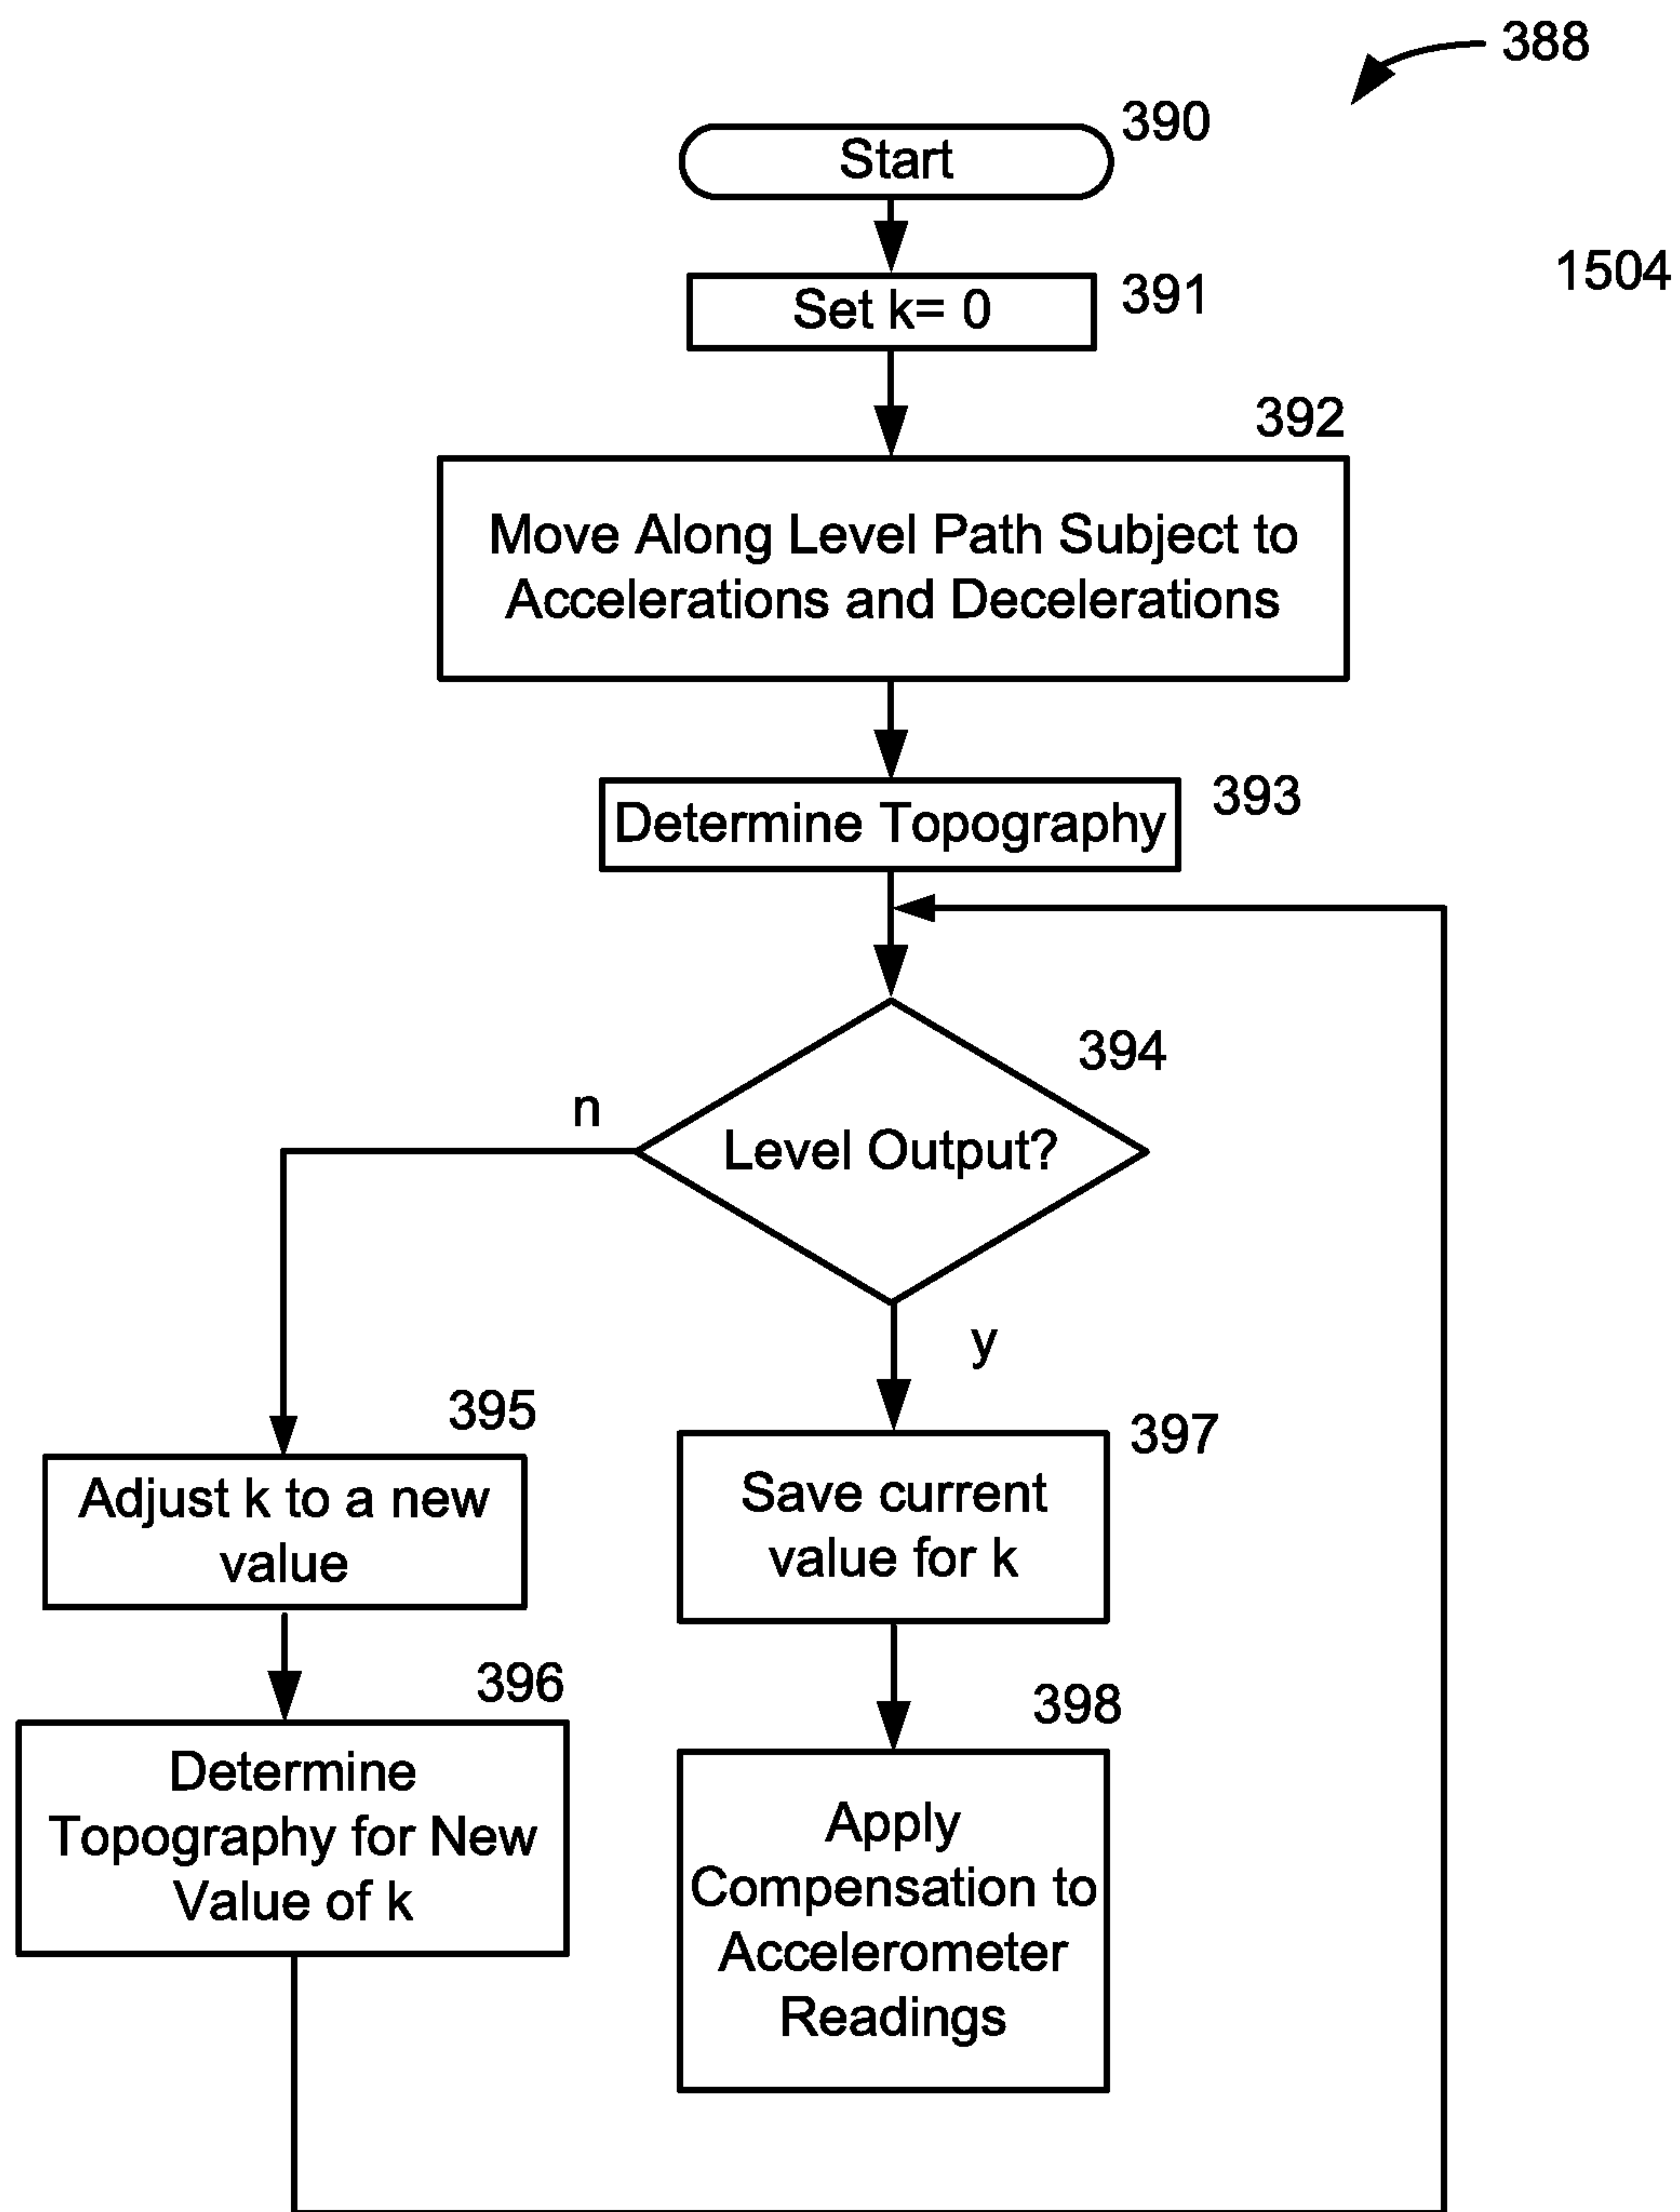 388
390
Start
1504
391
Set k= 0
392
Move Along Level Path Subject to
Accelerations and Decelerations
393
Determine Topography
394
n
Level Output?
y
395
Adjust k to a new
value
397
Save current
value for k
396
Determine
Topography for New
Value of k
398
Apply
Compensation to
Accelerometer
Readings